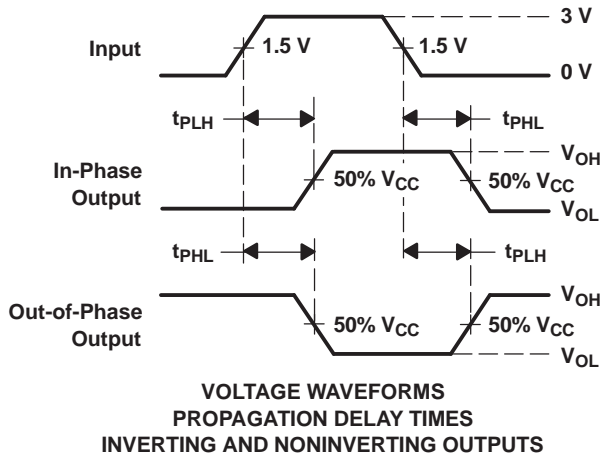 3 V
Input
1.5 V
1.5 V
0 V
tPLH
tPHL
VOH
In-Phase
Output
50% VCC
50% VCC
VOL
tPHL
tPLH
VOH
Out-of-Phase
Output
50% VCC
50% VCC
VOL
VOLTAGE WAVEFORMS
PROPAGATION DELAY TIMES
INVERTING AND NONINVERTING OUTPUTS